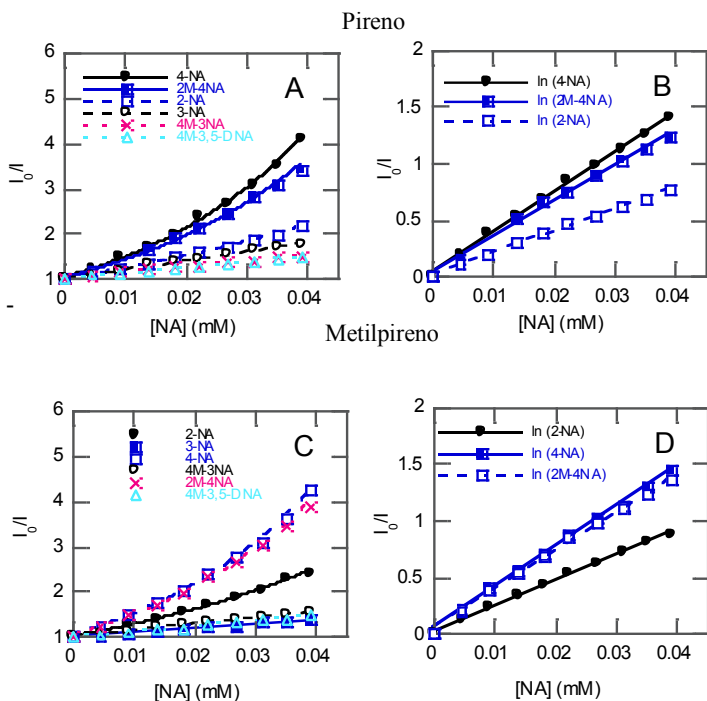 Pireno
6
5
4
3
2
1
I0/I
4-NA
2M-4NA
2-NA
3-NA
4M-3NA
4M-3,5-DNA
A
0
0.01
0.02
0.03
0.04
[NA] (mM)
2
1.5
1
0.5
0
I0/I
ln (4-NA)
ln (2M-4NA)
ln (2-NA)
B
0
0.01
0.02
0.03
0.04
[NA] (mM)
-
Metilpireno
6
5
4
3
2
1
I0/I
2-NA
3-NA
4-NA
4M-3NA
2M-4NA
4M-3,5-DNA
C
0
0.01
0.02
0.03
0.04
[NA] (mM)
2
1.5
1
0.5
0
I0/I
ln (2-NA)
ln (4-NA)
ln (2M-4NA)
D
0
0.01
0.02
0.03
0.04
[NA] (mM)